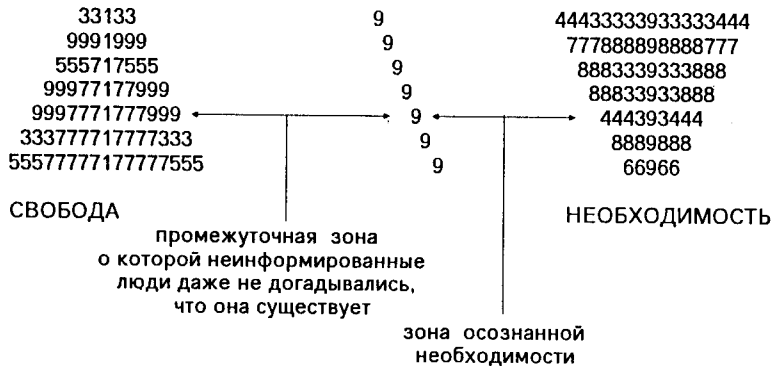 33133 9 44433333933333444
9991999 9 777888898888777
555717555 9 8883339333888
99977177999 9 88833933888
9997771777999 9 444393444
333777717777333 9 8889888
55577777177777555 9 66966
СВОБОДА НЕОБХОДИМОСТЬ
промежуточная зона
о которой неинформированные
люди даже не догадывались,
что она существует
зона осознанной
необходимости